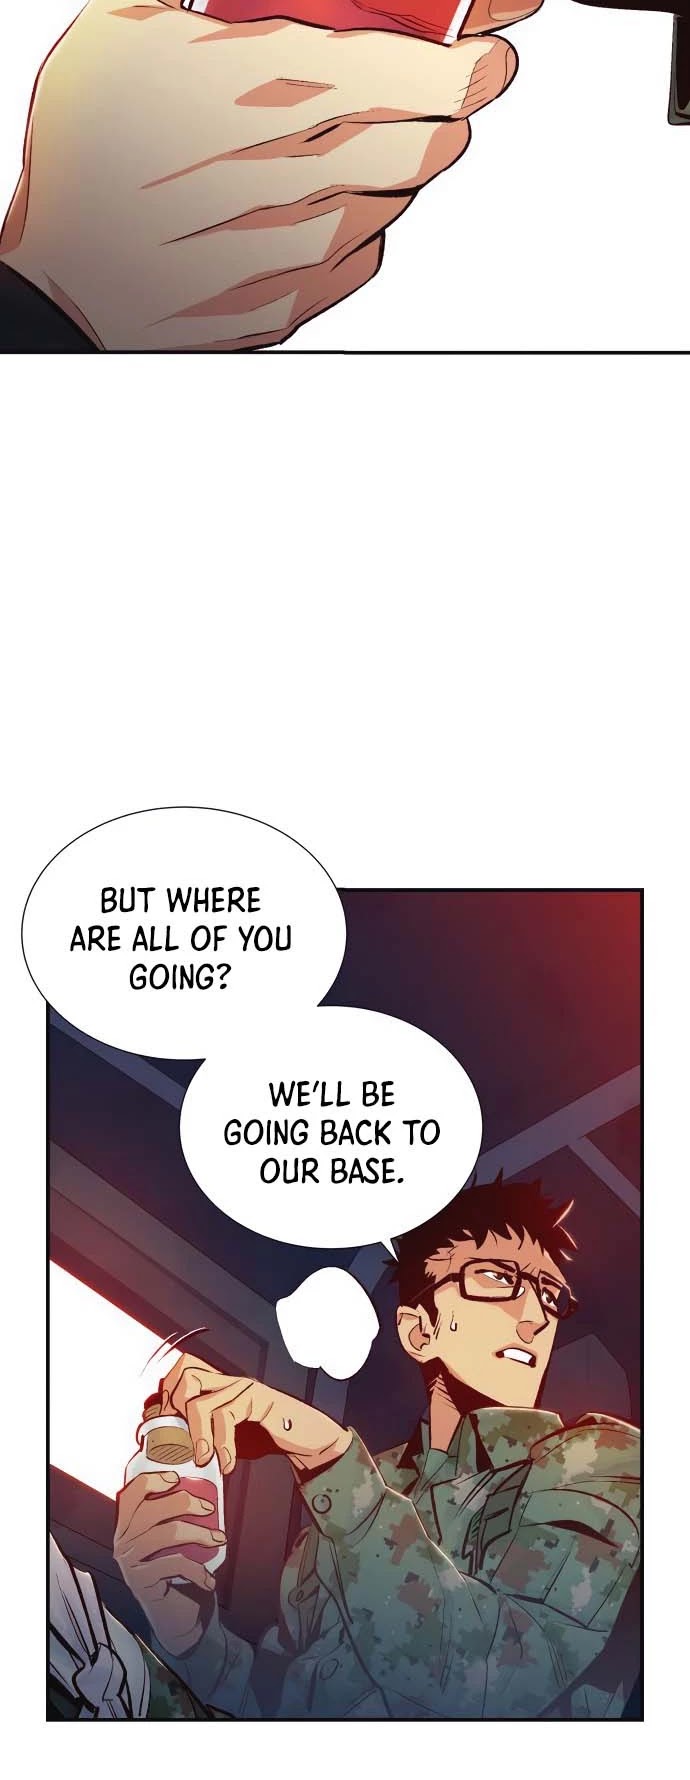 BUT WHERE
ARE ALL OF YOU
GOING?
WE'LL BE
GOING BACK TO
OUR BASE.